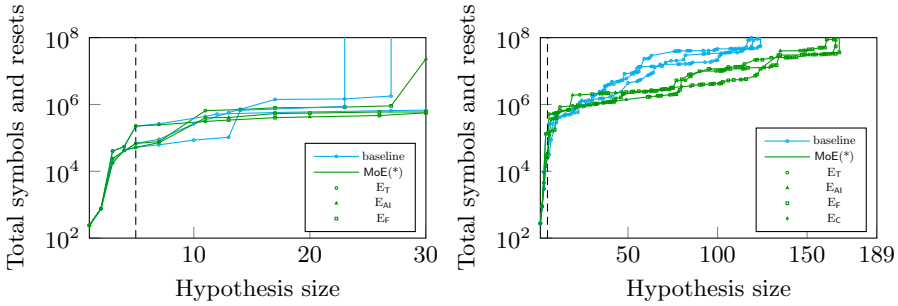 Total symbols and resets
10^8
10^6
10^4
10^2
10
20
30
Hypothesis size
baseline
MoE(*)
E_T
E_AI
E_F
Total symbols and resets
10^8
10^6
10^4
10^2
50
100
150
189
Hypothesis size
baseline
MoE(*)
E_T
E_AI
E_F
E_C